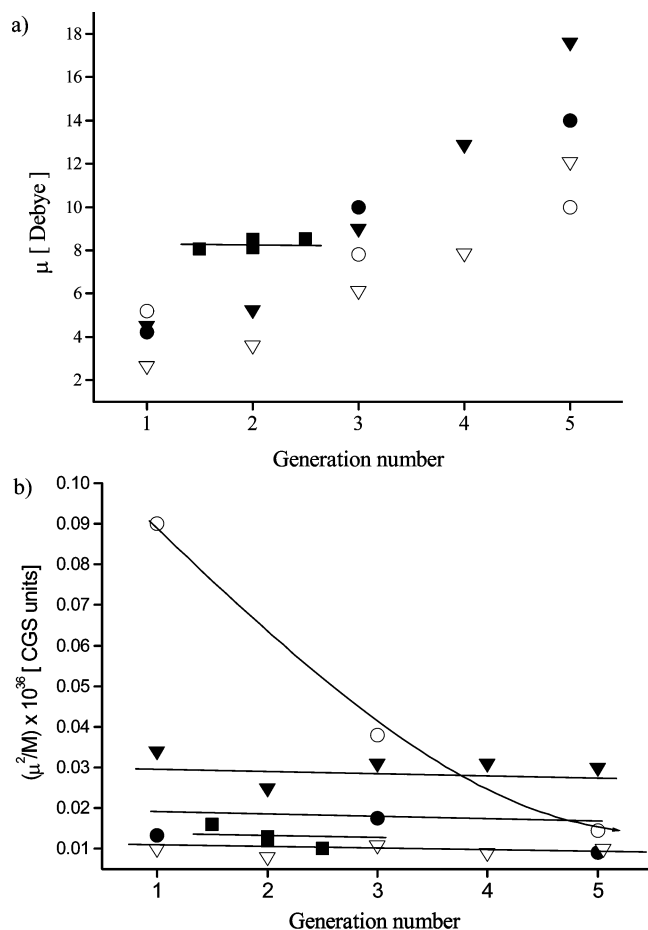 a)
18
16
14
12
10
8
6
4
2
μ [ Debye ]
1 2 3 4 5
Generation number
b)
0.10
0.09
0.08
0.07
0.06
0.05
0.04
0.03
0.02
0.01
(μ²/M) x 10³⁶ [ CGS units]
1 2 3 4 5
Generation number